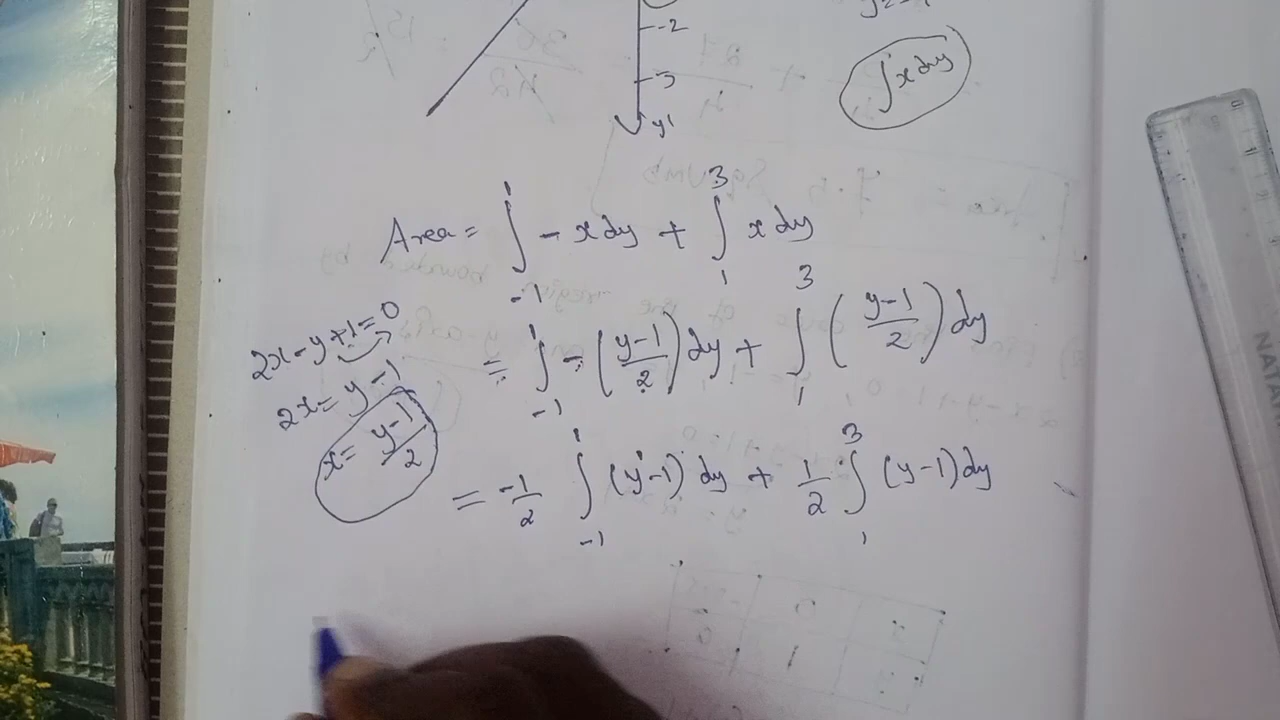 -2
-3
y'
∫x dy
Area = ∫_{-1}^{1} -x dy + ∫_{1}^{3} x dy
2x-y+1=0
2x=y-1
x= (y-1)/2
= ∫_{-1}^{1} -((y-1)/2) dy + ∫_{1}^{3} ((y-1)/2) dy
= -1/2 ∫_{-1}^{1} (y-1) dy + 1/2 ∫_{1}^{3} (y-1) dy
NATA